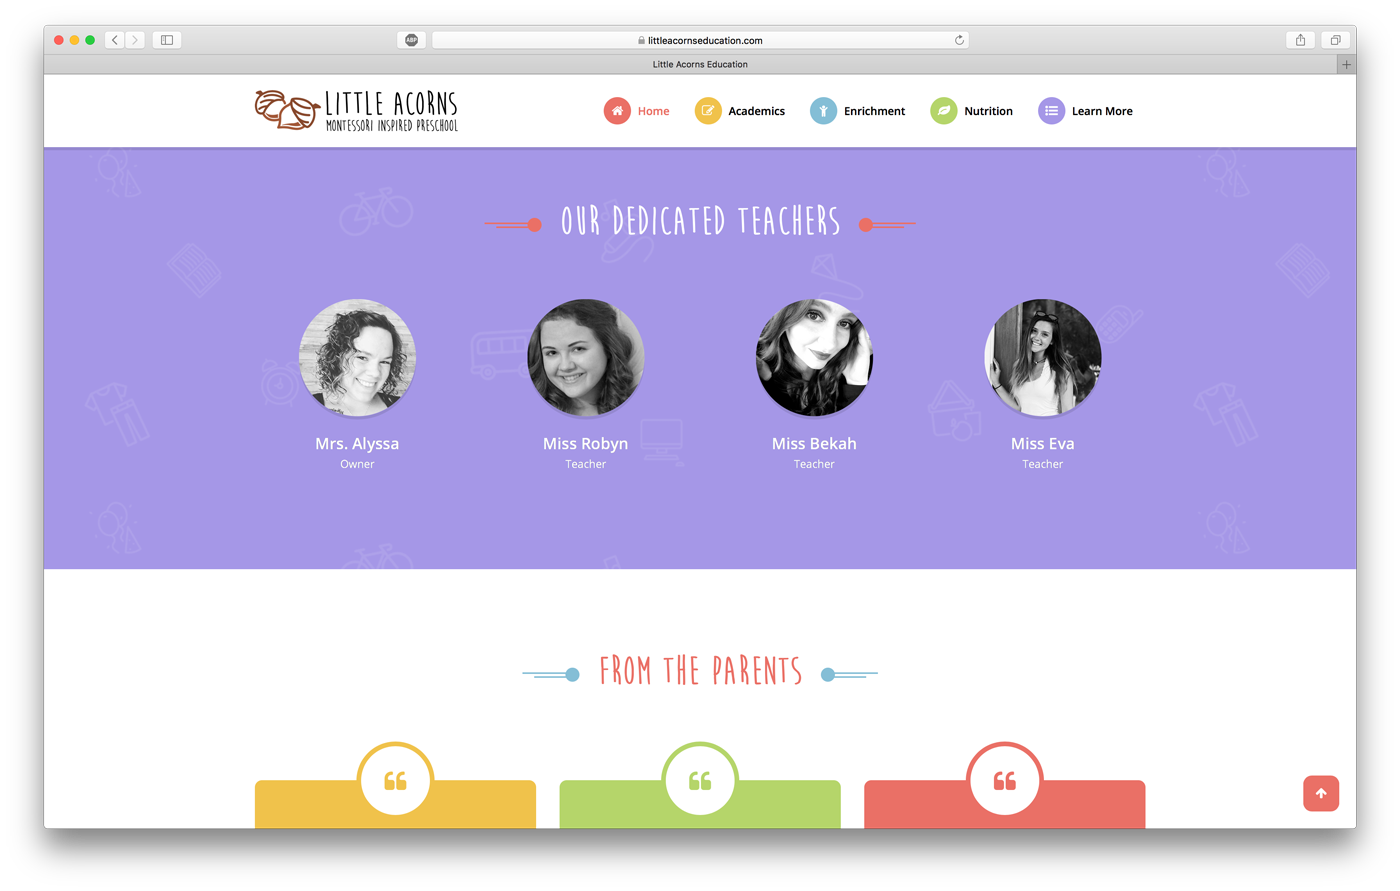 ABP
littleacornseducation.com
Little Acorns Education
LITTLE ACORNS
MONTESSORI INSPIRED PRESCHOOL
Home
Academics
Enrichment
Nutrition
Learn More
OUR DEDICATED TEACHERS
Mrs. Alyssa
Owner
Miss Robyn
Teacher
Miss Bekah
Teacher
Miss Eva
Teacher
FROM THE PARENTS